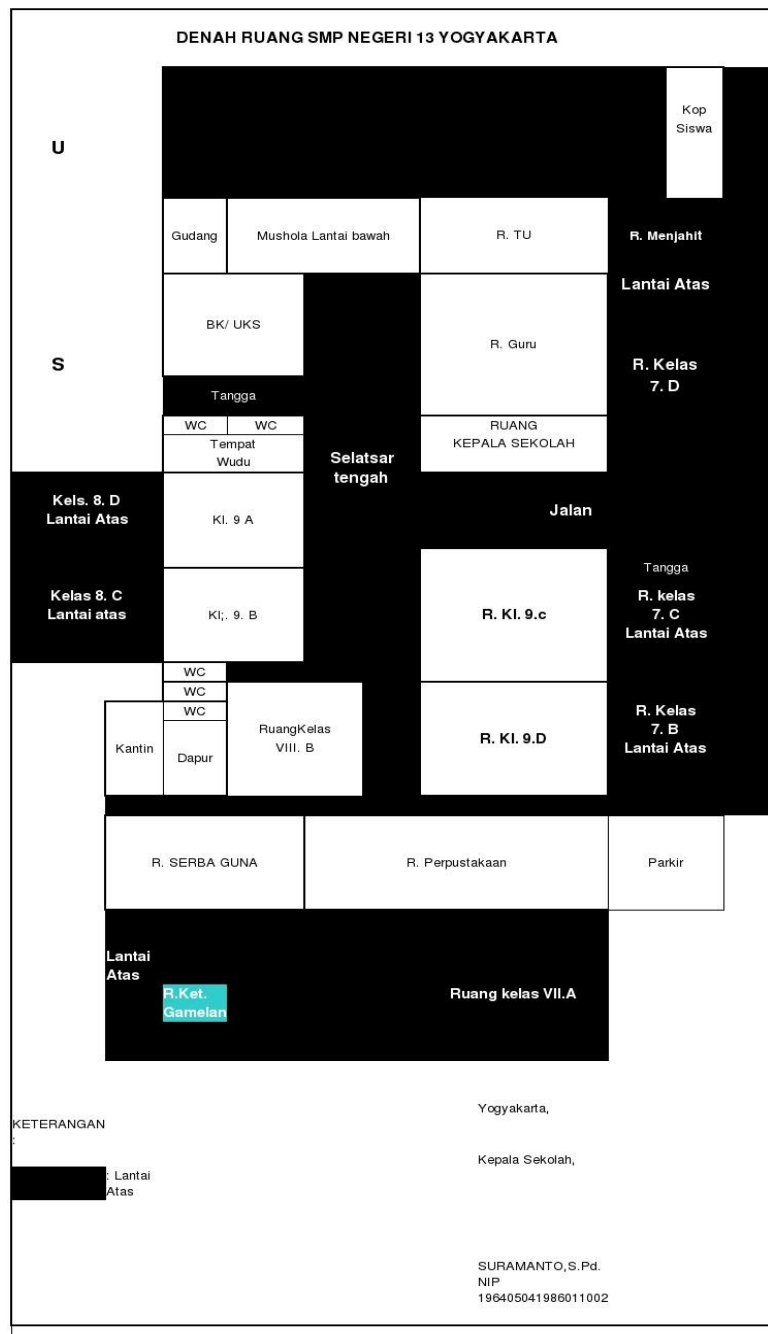 DENAH RUANG SMP NEGERI 13 YOGYAKARTA
Kop
Siswa
U
Gudang
Mushola Lantai bawah
R. TU
R. Menjahit
Lantai Atas
BK/ UKS
R. Guru
S
R. Kelas
7. D
Tangga
WC
WC
RUANG
KEPALA SEKOLAH
Tempat
Wudu
Selatsar
tengah
Kels. 8. D
Lantai Atas
Kl. 9 A
Jalan
Tangga
Kelas 8. C
Lantai atas
Kl;. 9. B
R. Kl. 9.c
R. kelas
7. C
Lantai Atas
WC
WC
WC
Kantin
Dapur
RuangKelas
VIII. B
R. Kl. 9.D
R. Kelas
7. B
Lantai Atas
R. SERBA GUNA
R. Perpustakaan
Parkir
Lantai
Atas
R.Ket.
Gamelan
Ruang kelas VII.A
Yogyakarta,
KETERANGAN
:
Kepala Sekolah,
: Lantai
Atas
SURAMANTO,S.Pd.
NIP
196405041986011002